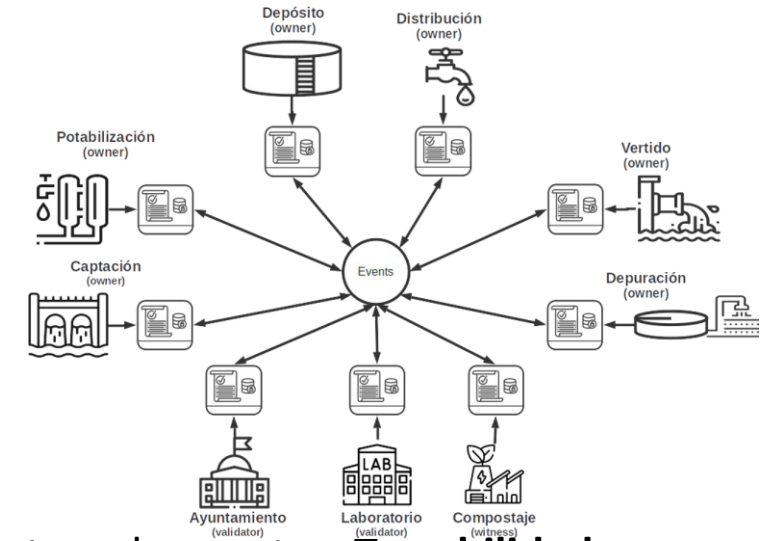 Depósito
(owner)
Distribución
(owner)
Potabilización
(owner)
Vertido
(owner)
Events
Captación
(owner)
Depuración
(owner)
LAB
Ayuntamiento
(validator)
Laboratorio
(validator)
Compostaje
(witness)